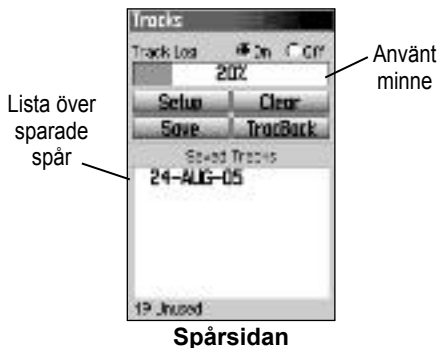 Tracks
Track Log On Off
20%
Setup Clear
Save TracBack
Saved Tracks
24-AUG-05
19 Unused
Använt
minne
Lista över
sparade
spår
Spårsidan